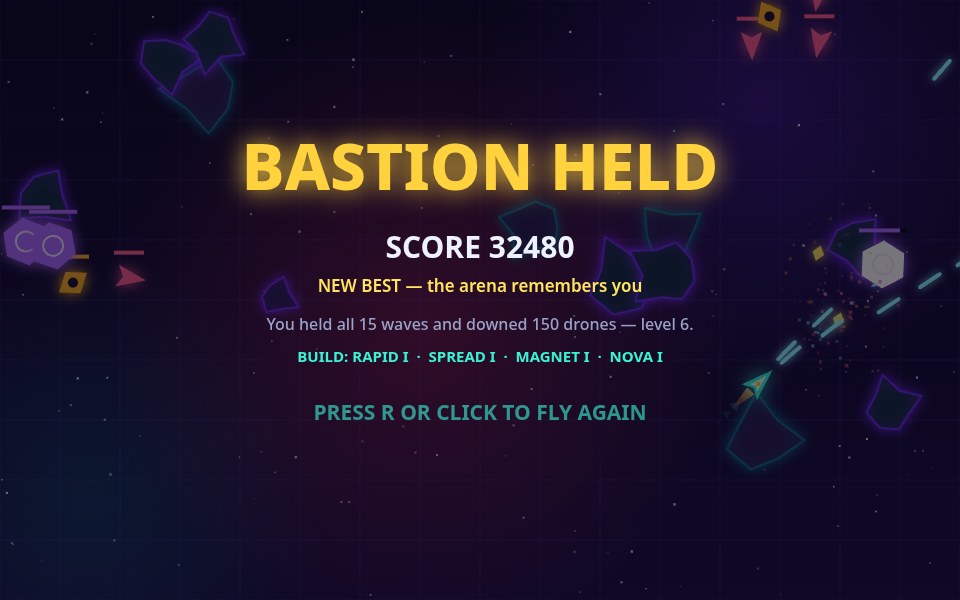 BASTION HELD
SCORE 32480
NEW BEST — the arena remembers you
You held all 15 waves and downed 150 drones — level 6.
BUILD: RAPID I · SPREAD I · MAGNET I · NOVA I
PRESS R OR CLICK TO FLY AGAIN